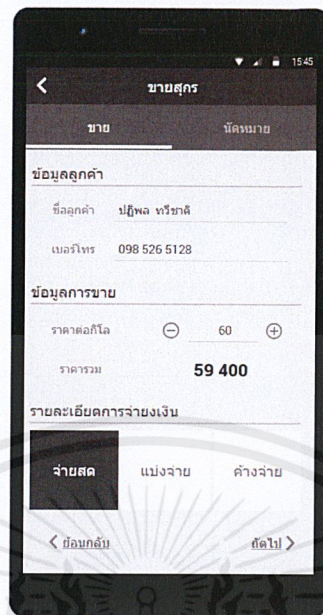 15:45
ขายสุกร
ขาย นัดหมาย
ข้อมูลลูกค้า
ชื่อลูกค้า ปฏิพล ทวีชาติ
เบอร์โทร 098 526 5128
ข้อมูลการขาย
ราคาต่อกิโล 60
ราคารวม 59 400
รายละเอียดการจ่ายงเงิน
จ่ายสด แบ่งจ่าย ค้างจ่าย
ย้อนกลับ ถัดไป